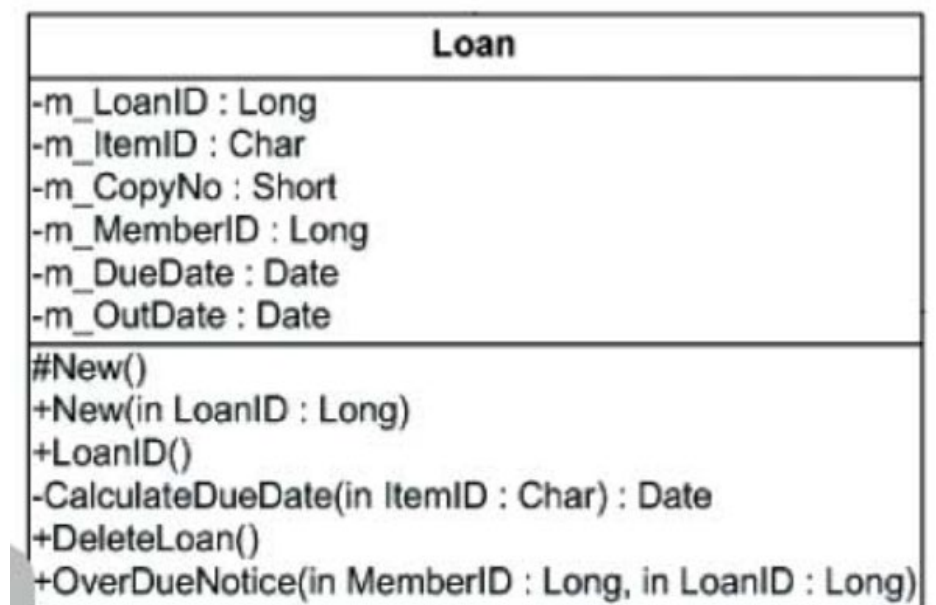 Loan
-m_LoanID : Long
-m_ItemID : Char
-m_CopyNo : Short
-m_MemberID : Long
-m_DueDate : Date
-m_OutDate : Date
#New()
+New(in LoanID : Long)
+LoanID()
-CalculateDueDate(in ItemID : Char) : Date
+DeleteLoan()
+OverDueNotice(in MemberID : Long, in LoanID : Long)